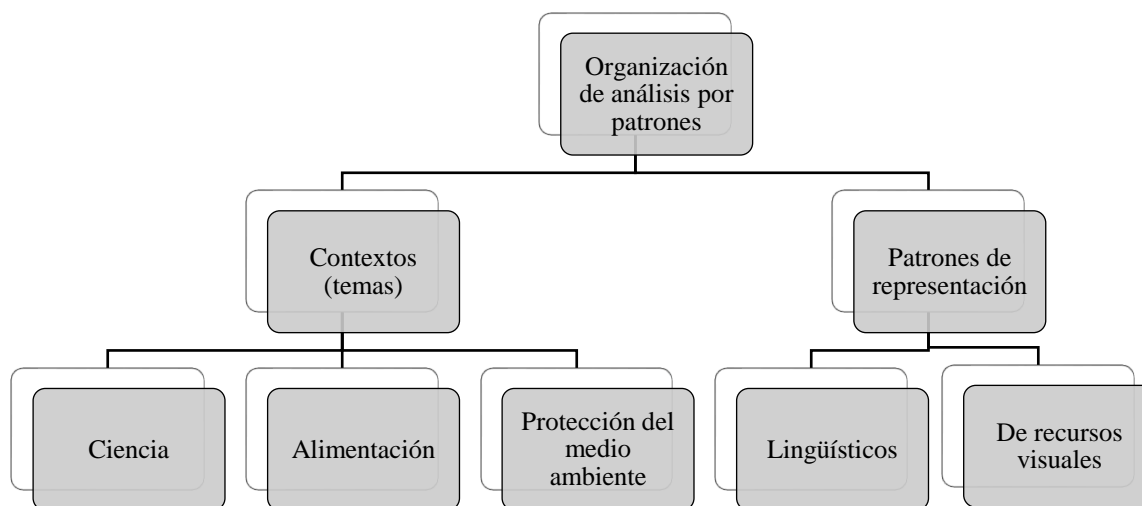 Organización
de análisis por
patrones
Contextos
(temas)
Patrones de
representación
Ciencia
Alimentación
Protección del
medio
ambiente
Lingüísticos
De recursos
visuales